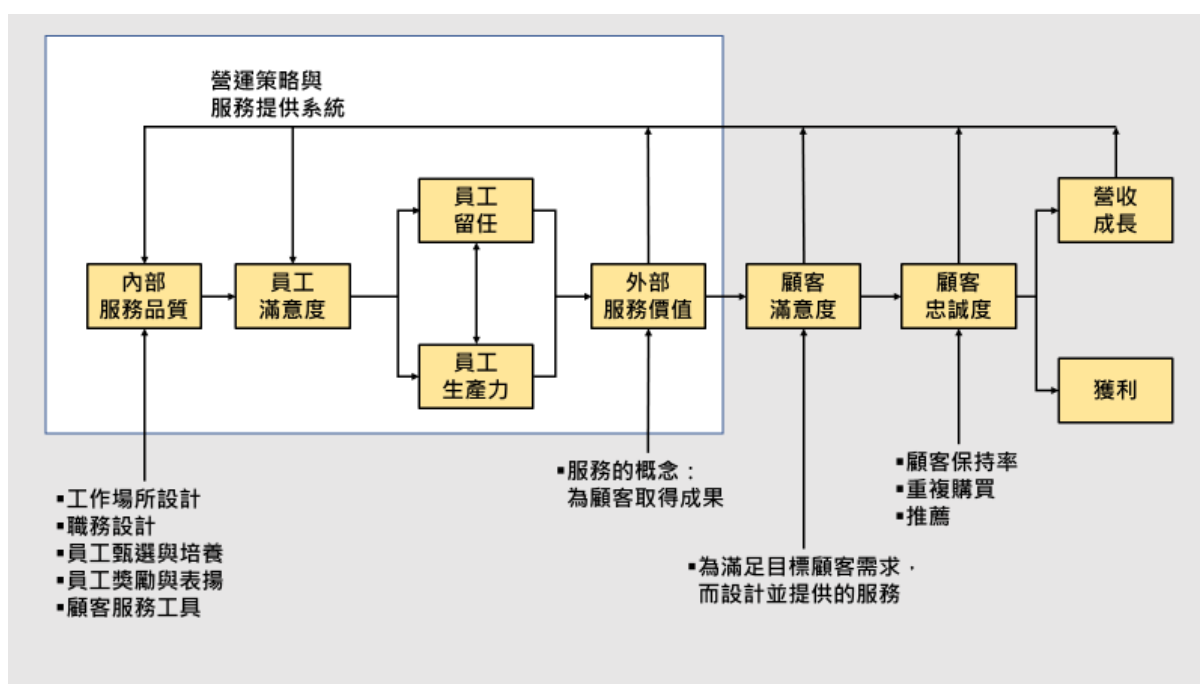 營運策略與
服務提供系統
員工
留任
營收
成長
內部
服務品質
員工
滿意度
外部
服務價值
顧客
滿意度
顧客
忠誠度
員工
生產力
獲利
▪工作場所設計
▪職務設計
▪員工甄選與培養
▪員工獎勵與表揚
▪顧客服務工具
▪服務的概念：
為顧客取得成果
▪為滿足目標顧客需求，
而設計並提供的服務
▪顧客保持率
▪重複購買
▪推薦